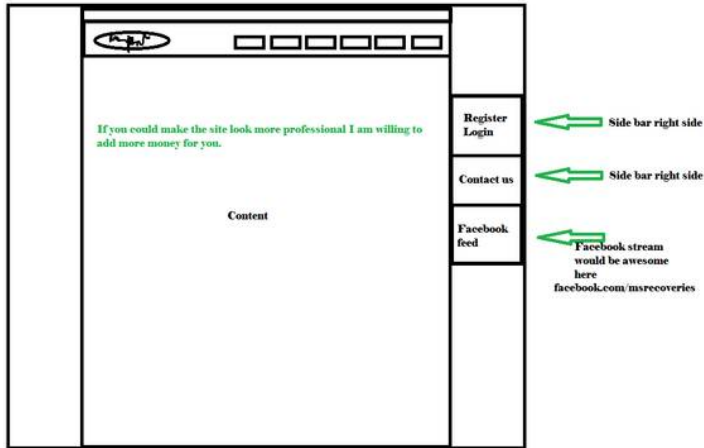 If you could make the site look more professional I am willing to
add more money for you.
Content
Register
Login
Side bar right side
Contact us
Side bar right side
Facebook
feed
Facebook stream
would be awesome
here
facebook.com/msrecoveries